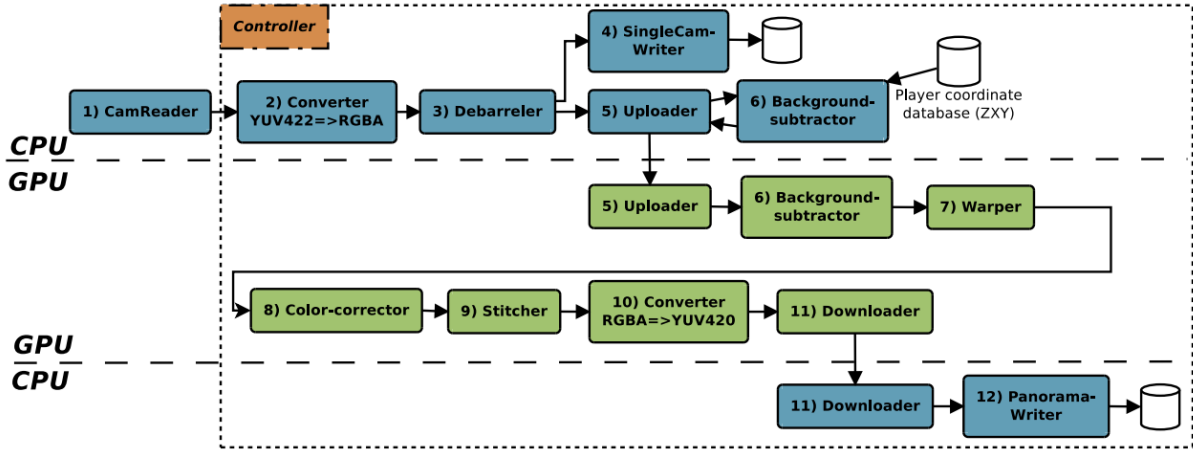 Controller
4) SingleCam-
Writer
1) CamReader
2) Converter
YUV422=>RGBA
3) Debarreler
5) Uploader
6) Background-
subtractor
Player coordinate
database (ZXY)
CPU
GPU
5) Uploader
6) Background-
subtractor
7) Warper
8) Color-corrector
9) Stitcher
10) Converter
RGBA=>YUV420
11) Downloader
GPU
CPU
11) Downloader
12) Panorama-
Writer